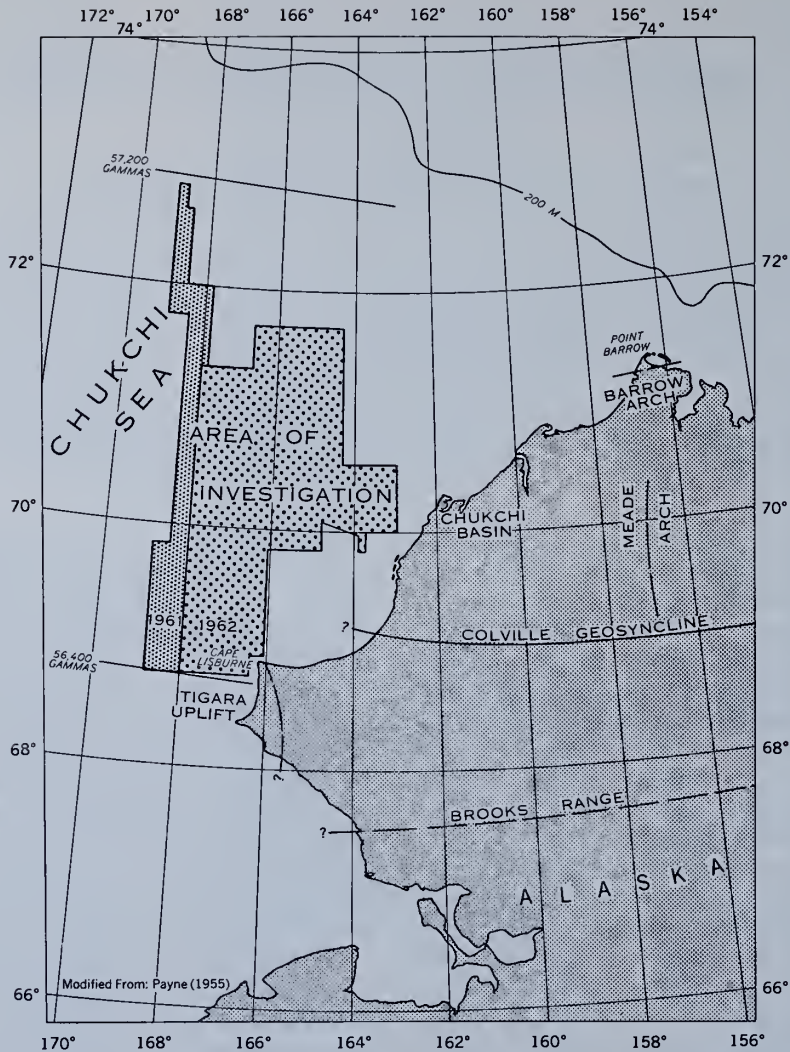 172° 170° 168° 166° 164° 162° 160° 158° 156° 154°
74° 74°
57,200
GAMMAS
200 M
72° 72°
CHUKCHI
SEA
POINT
BARROW
BARROW
ARCH
AREA OF
INVESTIGATION
70° 70°
CHUKCHI
BASIN
MEADE
ARCH
1961 1962
?
COLVILLE GEOSYNCLINE
CAPE
LISBURNE
56,400
GAMMAS
TIGARA
UPLIFT
68° 68°
?
BROOKS RANGE
?
ALASKA
Modified From: Payne (1955)
66° 66°
170° 168° 166° 164° 162° 160° 158° 156°